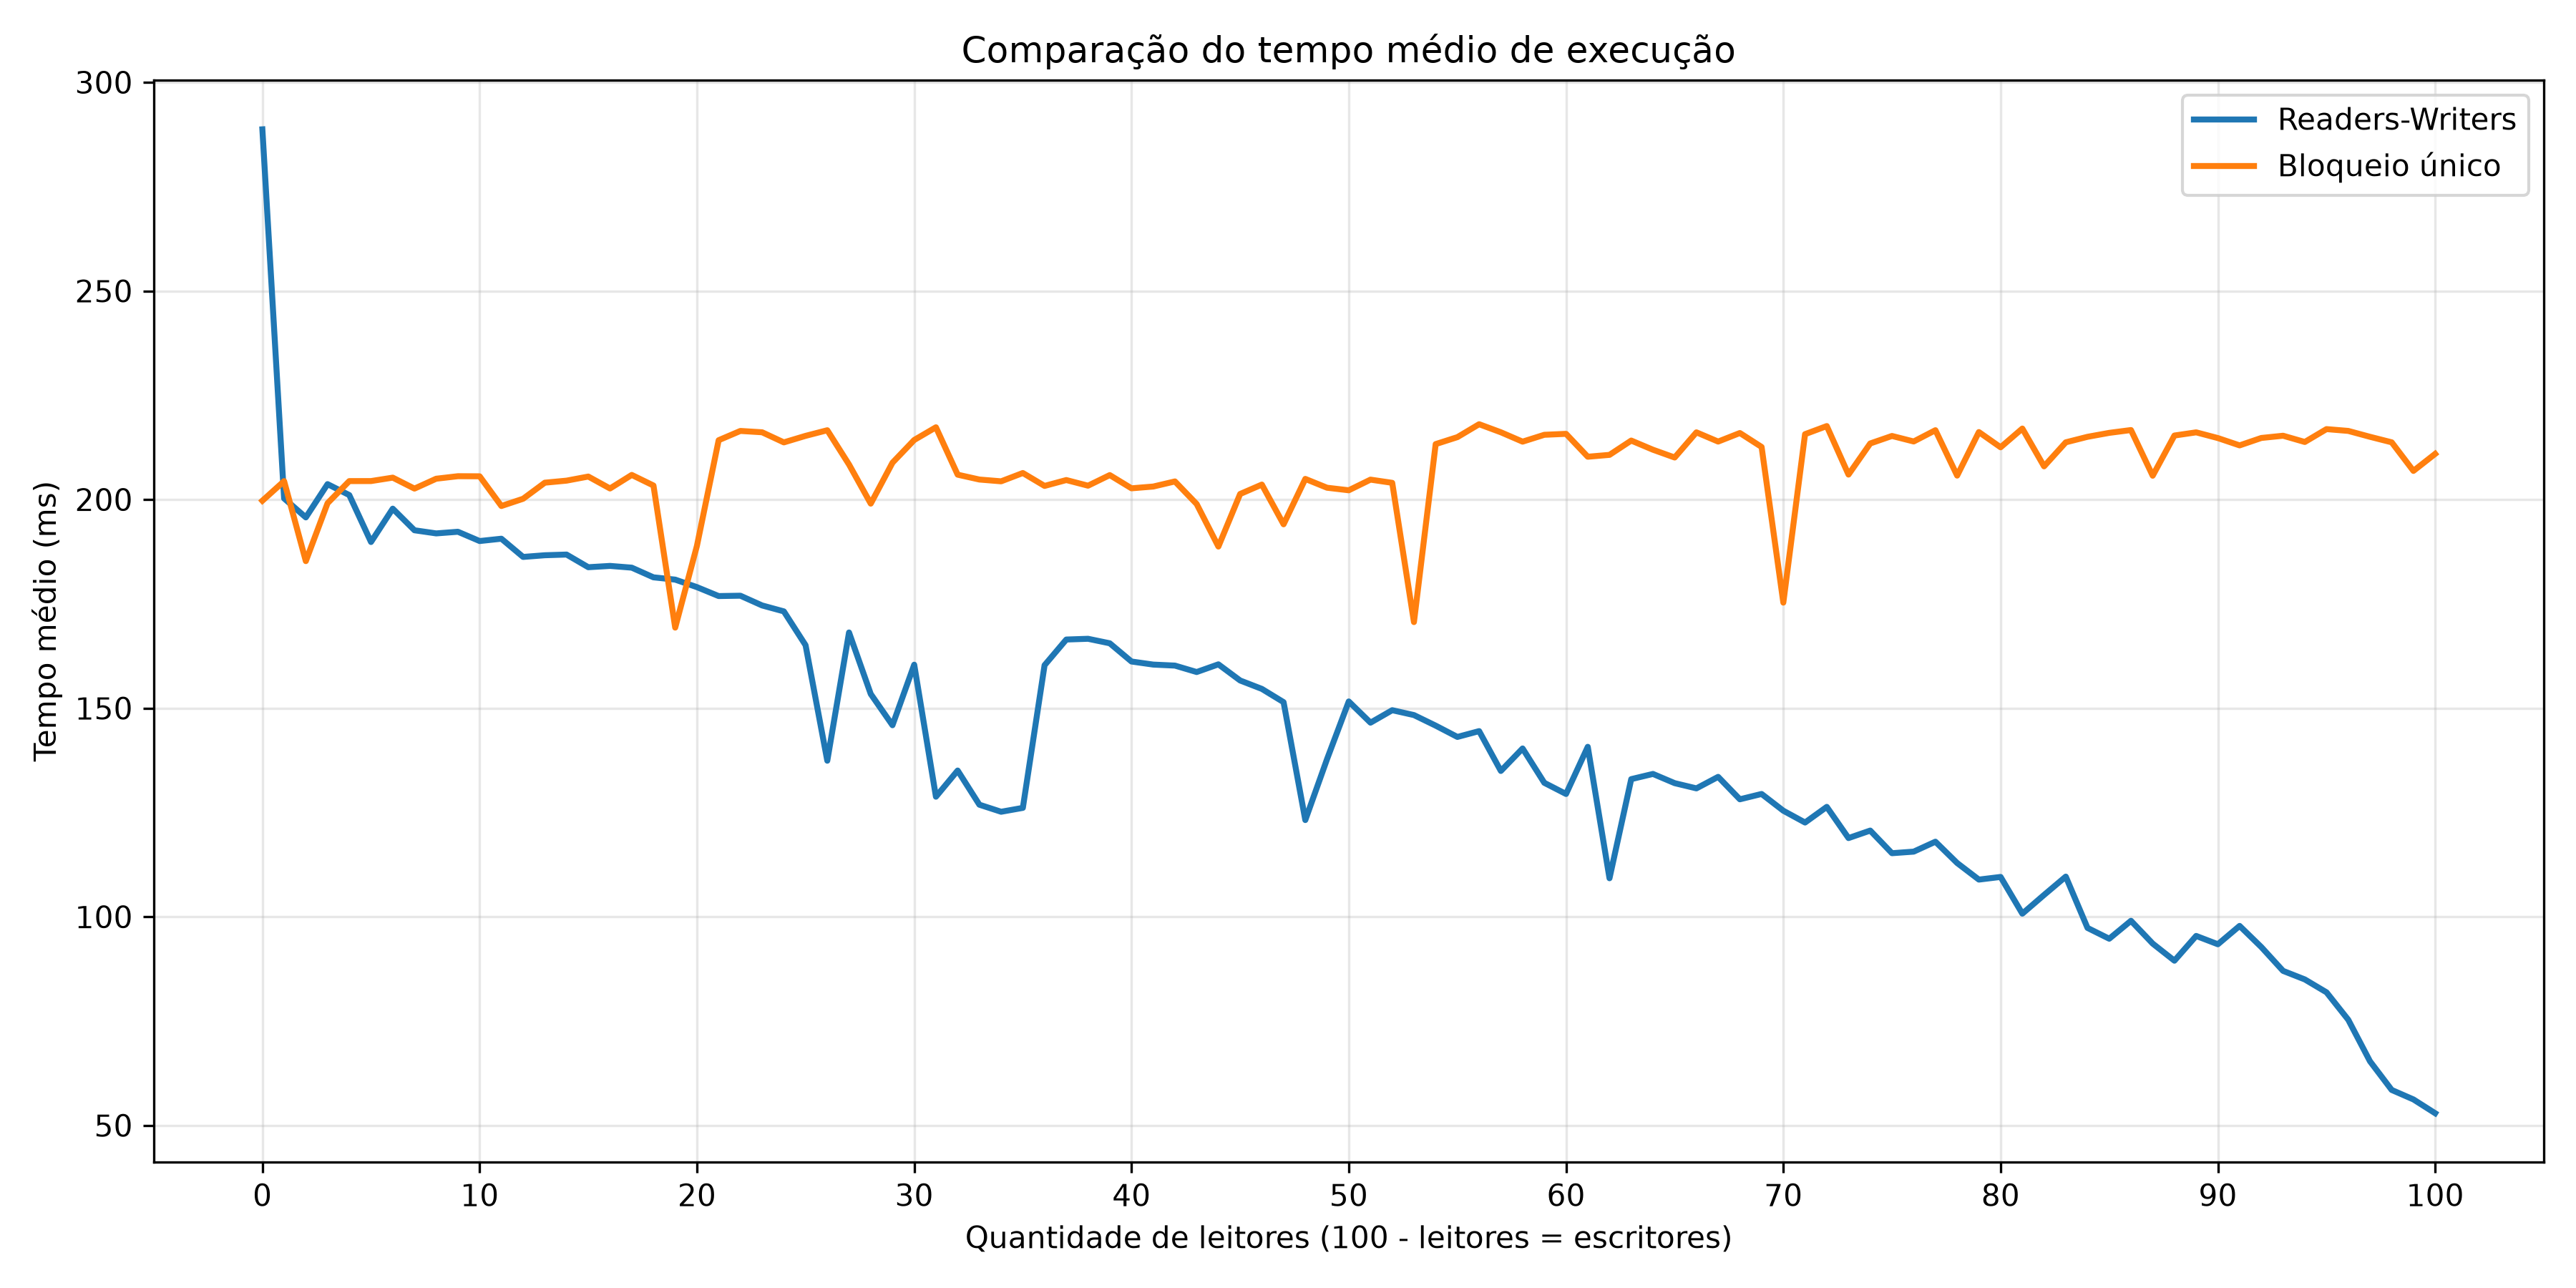 Comparação do tempo médio de execução
Readers-Writers
Bloqueio único
Tempo médio (ms)
300
250
200
150
100
50
0 10 20 30 40 50 60 70 80 90 100
Quantidade de leitores (100 - leitores = escritores)